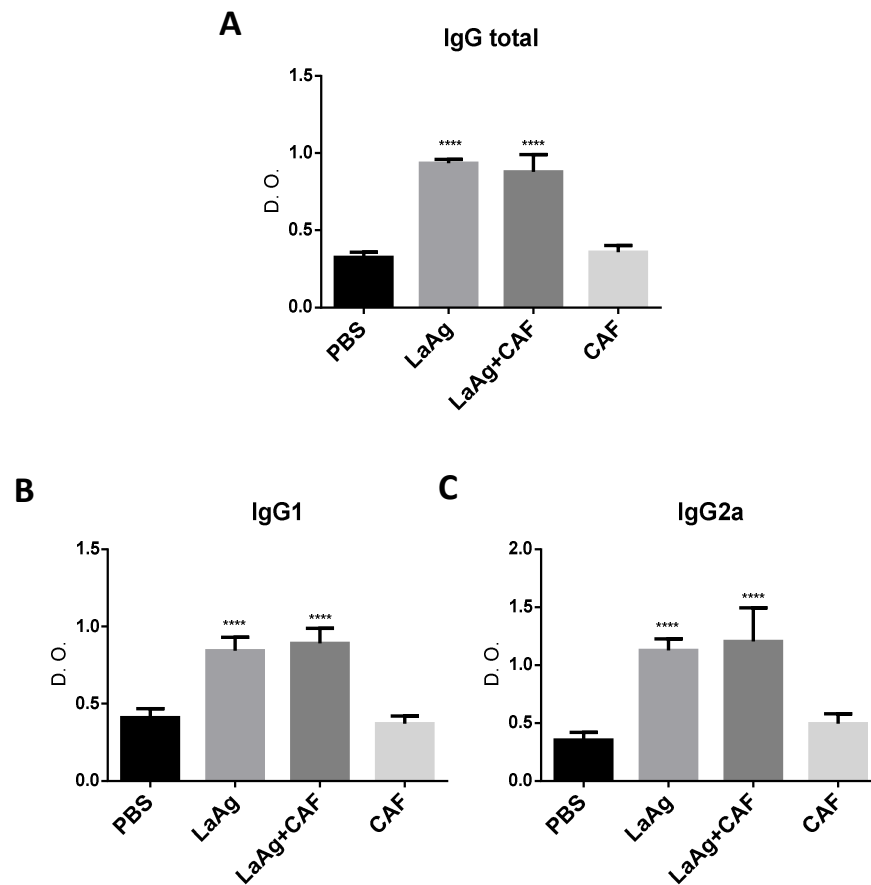 A
IgG total
1.5
1.0
0.5
0.0
D. O.
**** ****
PBS LaAg LaAg+CAF CAF
B
IgG1
1.5
1.0
0.5
0.0
D. O.
**** ****
PBS LaAg LaAg+CAF CAF
C
IgG2a
2.0
1.5
1.0
0.5
0.0
D. O.
**** ****
PBS LaAg LaAg+CAF CAF